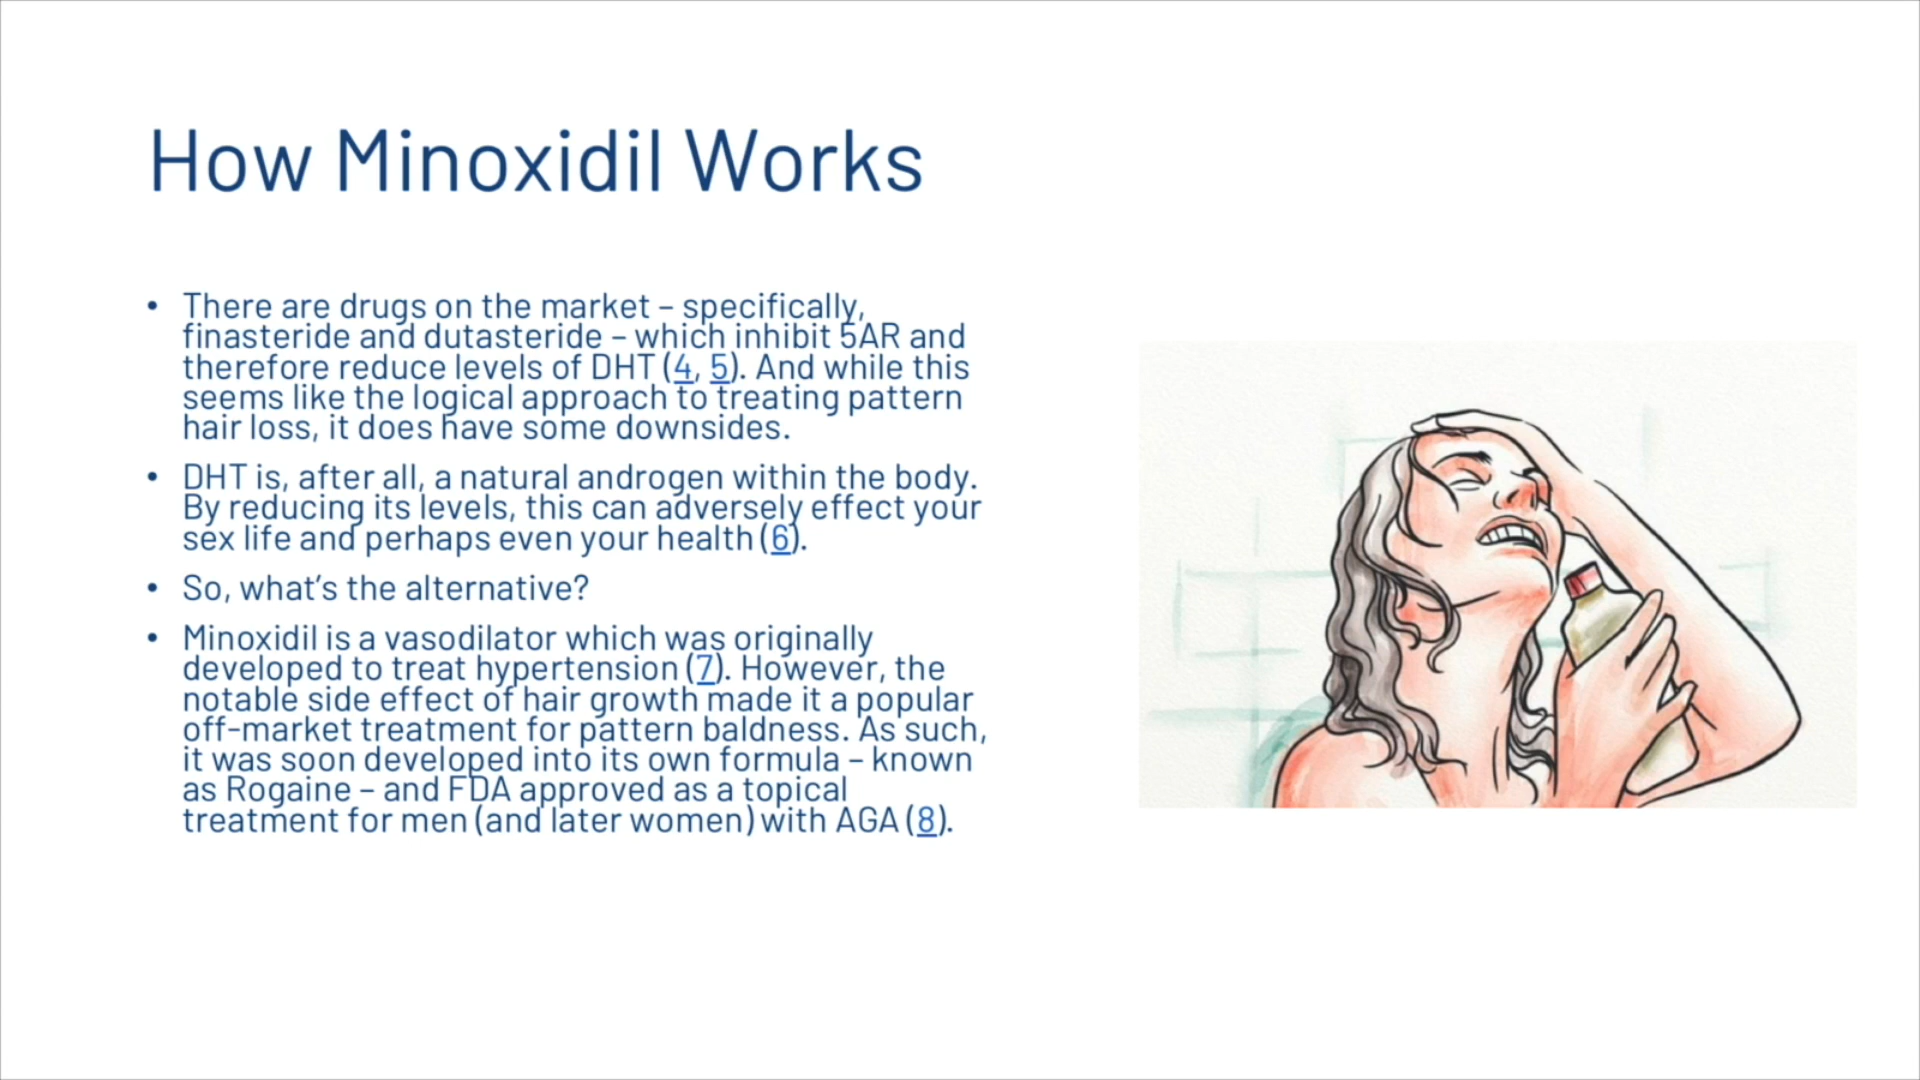 How Minoxidil Works
• There are drugs on the market – specifically,
finasteride and dutasteride – which inhibit 5AR and
therefore reduce levels of DHT (4, 5). And while this
seems like the logical approach to treating pattern
hair loss, it does have some downsides.
• DHT is, after all, a natural androgen within the body.
By reducing its levels, this can adversely effect your
sex life and perhaps even your health (6).
• So, what’s the alternative?
• Minoxidil is a vasodilator which was originally
developed to treat hypertension (7). However, the
notable side effect of hair growth made it a popular
off-market treatment for pattern baldness. As such,
it was soon developed into its own formula – known
as Rogaine – and FDA approved as a topical
treatment for men (and later women) with AGA (8).